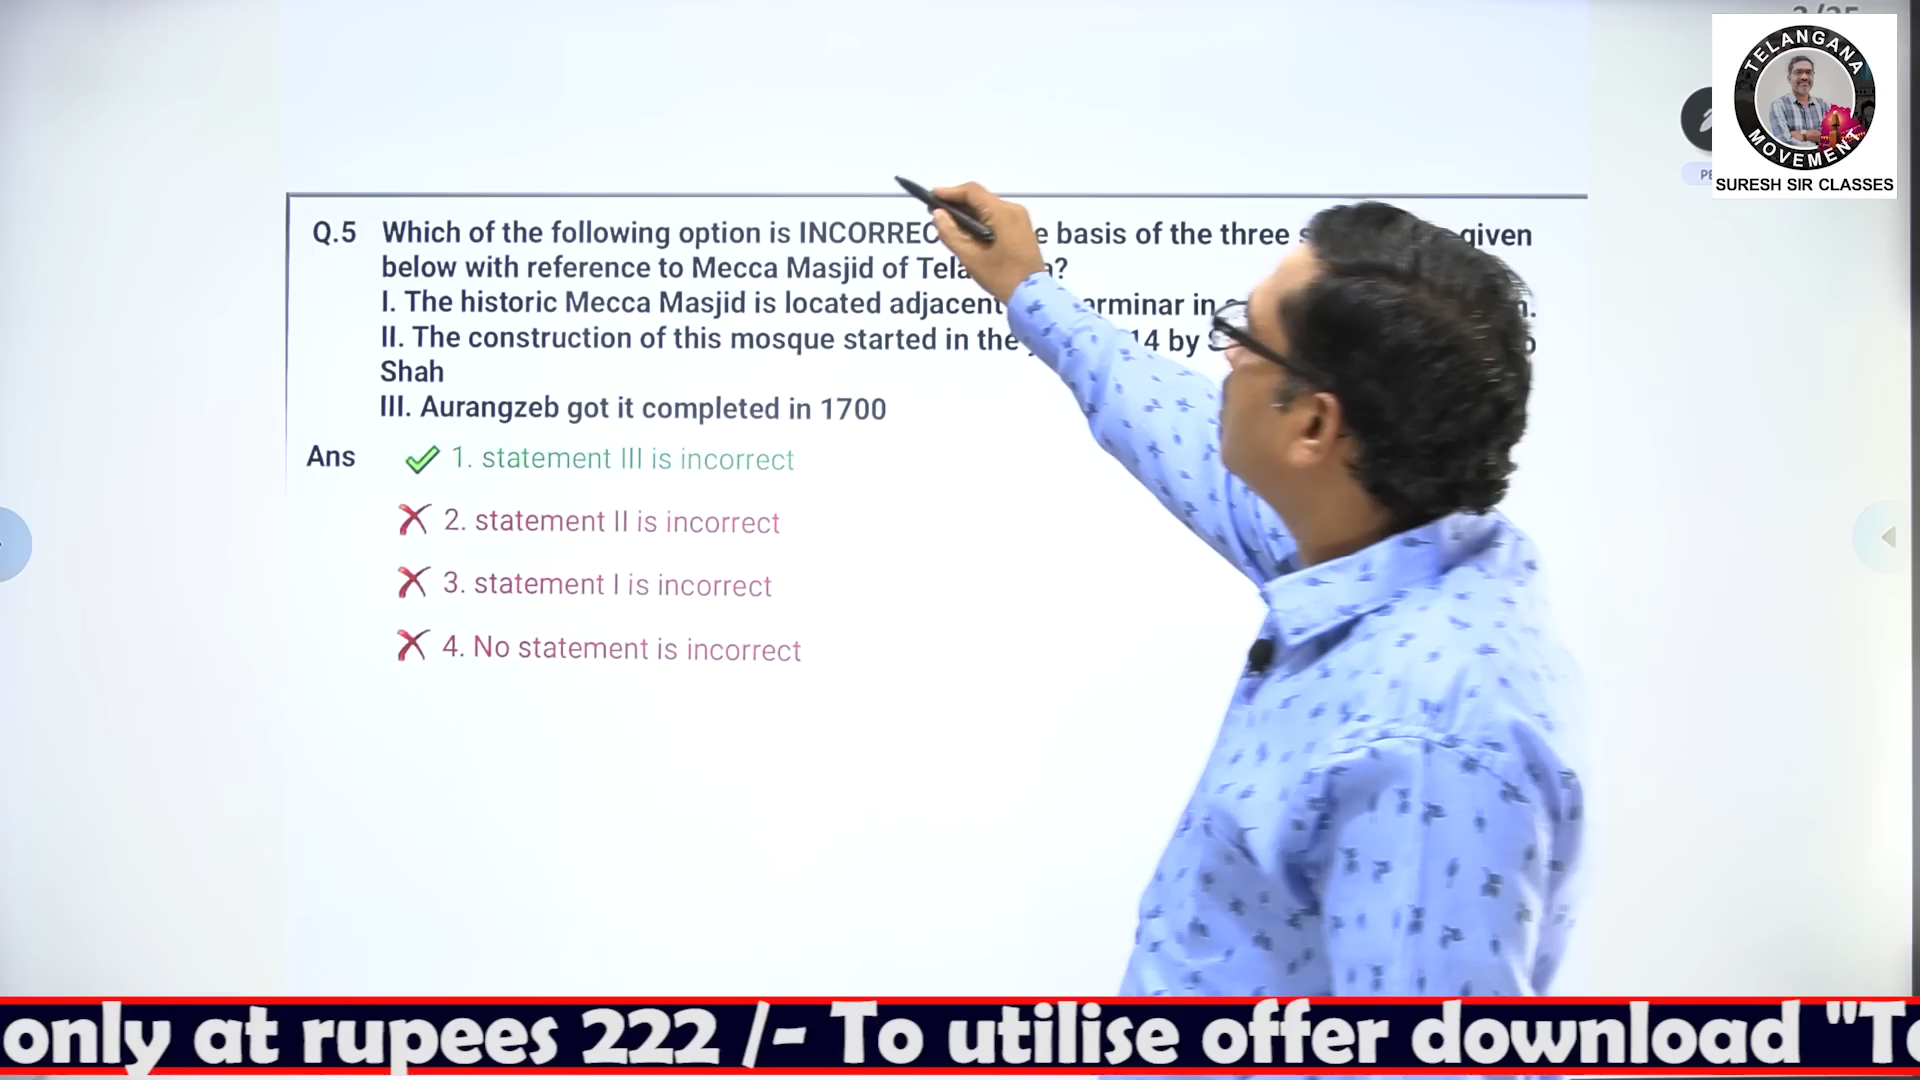 TELANGANA
MOVEMENT
SURESH SIR CLASSES
Q.5 Which of the following option is INCORREC e basis of the three s given
below with reference to Mecca Masjid of Tela a?
I. The historic Mecca Masjid is located adjacent arminar in
II. The construction of this mosque started in the 14 by S
Shah
III. Aurangzeb got it completed in 1700
Ans 1. statement III is incorrect
2. statement II is incorrect
3. statement I is incorrect
4. No statement is incorrect
only at rupees 222 /- To utilise offer download "T